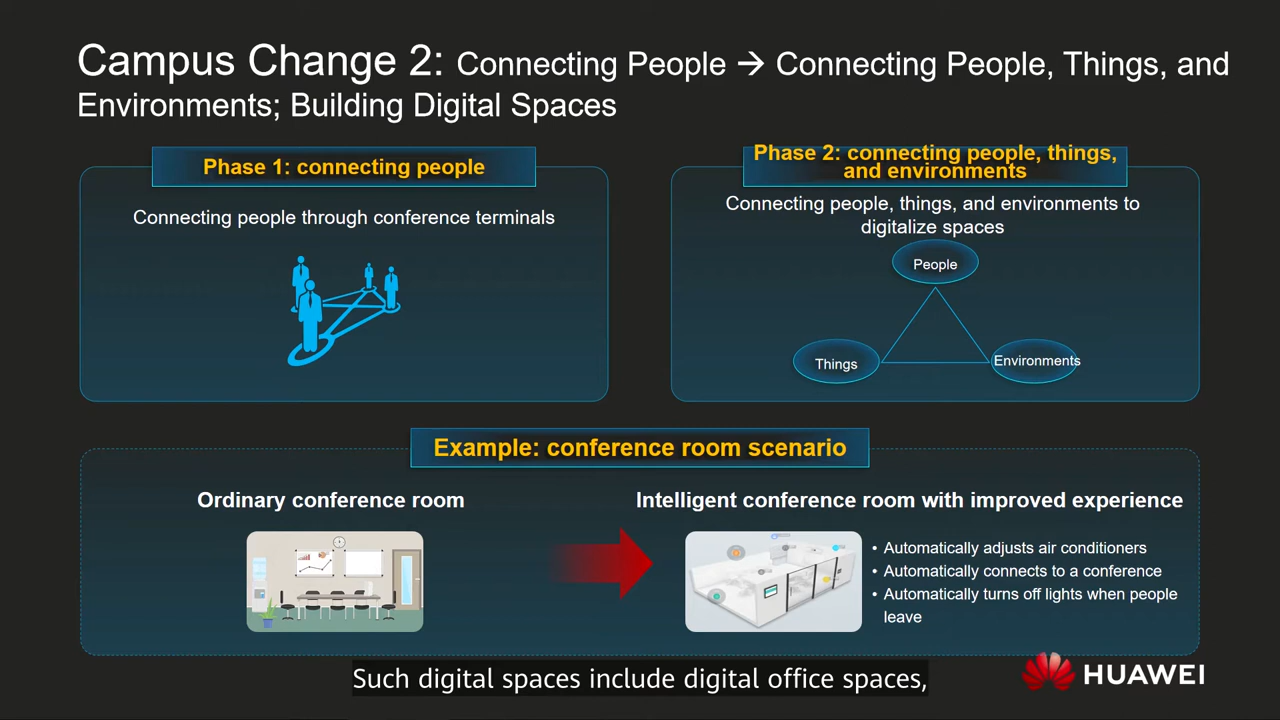 Campus Change 2: Connecting People → Connecting People, Things, and
Environments; Building Digital Spaces
Phase 1: connecting people
Connecting people through conference terminals
Phase 2: connecting people, things,
and environments
Connecting people, things, and environments to
digitalize spaces
People
Things
Environments
Example: conference room scenario
Ordinary conference room
Intelligent conference room with improved experience
• Automatically adjusts air conditioners
• Automatically connects to a conference
• Automatically turns off lights when people
leave
Such digital spaces include digital office spaces,
HUAWEI